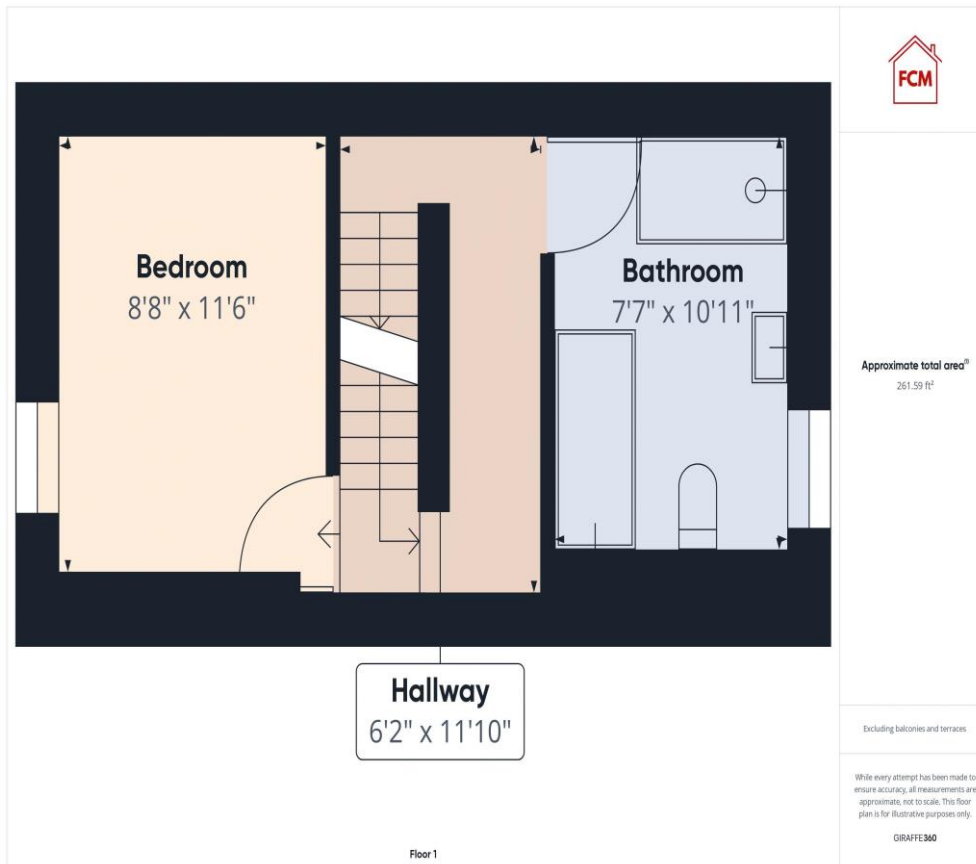 FCM
Bedroom
8'8" x 11'6"
Bathroom
7'7" x 10'11"
Hallway
6'2" x 11'10"
Floor 1
Approximate total area⁽¹⁾
261.59 ft²
Excluding balconies and terraces
While every attempt has been made to
ensure accuracy, all measurements are
approximate, not to scale. This floor
plan is for illustrative purposes only.
GIRAFFE360